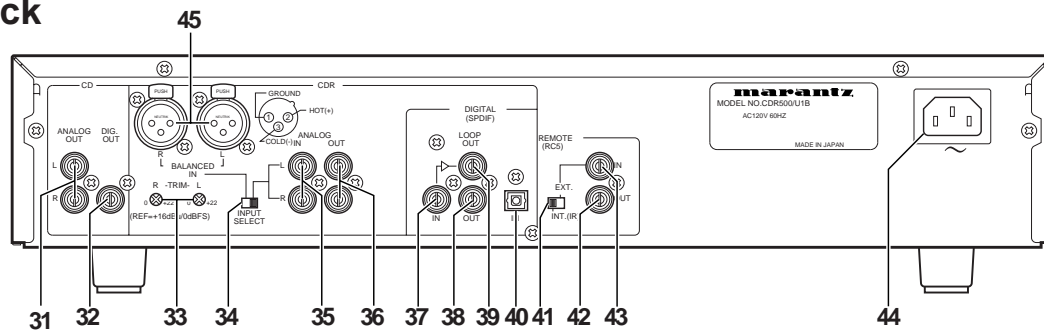 ck
45
CD
CDR
PUSH
PUSH
GROUND
1
2
3
HOT(+)
COLD(-)
ANALOG
OUT
DIG.
OUT
L
R
R
L
BALANCED
IN
R -TRIM- L
0 +22
0 +22
INPUT
SELECT
ANALOG
IN
OUT
L
R
DIGITAL
(SPDIF)
LOOP
OUT
IN
OUT
REMOTE
(RC5)
EXT.
INT.(IR
IN
OUT
marantz
MODEL NO.CDR500/U1B
AC120V 60HZ
MADE IN JAPAN
31
32
33
34
35
36
37
38
39
40
41
42
43
44